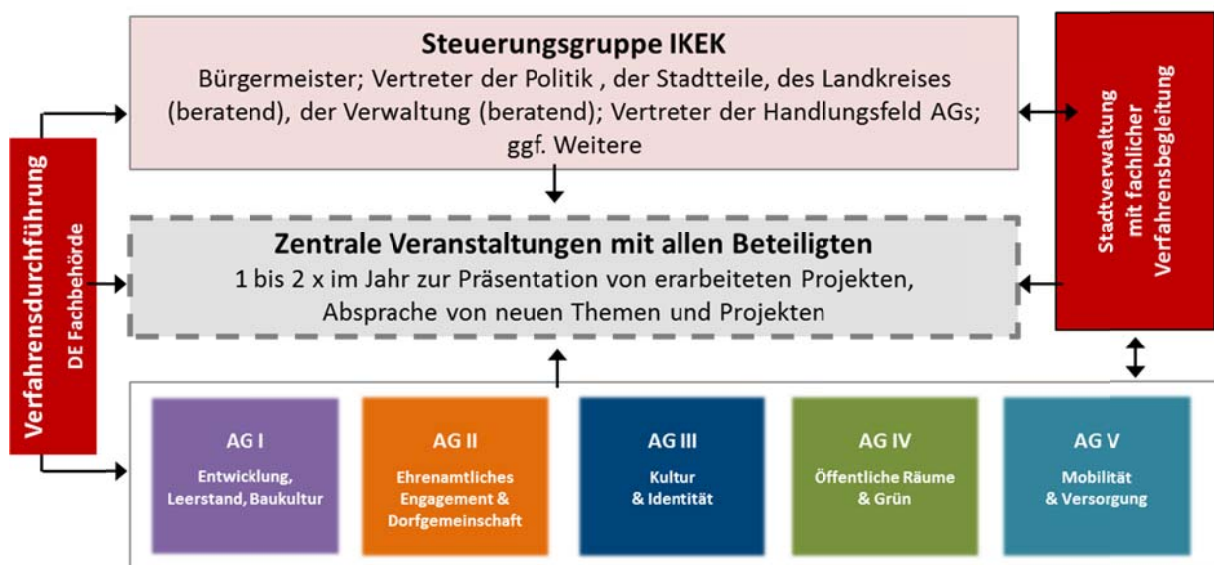 Steuerungsgruppe IKEK
Bürgermeister; Vertreter der Politik , der Stadtteile, des Landkreises
(beratend), der Verwaltung (beratend); Vertreter der Handlungsfeld AGs;
ggf. Weitere
Verfahrensdurchführung
DE Fachbehörde
Stadtverwaltung
mit fachlicher
Verfahrensbegleitung
Zentrale Veranstaltungen mit allen Beteiligten
1 bis 2 x im Jahr zur Präsentation von erarbeiteten Projekten,
Absprache von neuen Themen und Projekten
AG I
Entwicklung,
Leerstand, Baukultur
AG II
Ehrenamtliches
Engagement &
Dorfgemeinschaft
AG III
Kultur
& Identität
AG IV
Öffentliche Räume
& Grün
AG V
Mobilität
& Versorgung